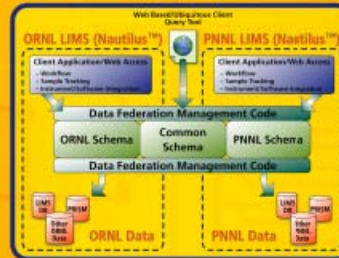 Web Based/Ubiquitous Client
Query Tool
ORNL LIMS (Nautilus™)
PNNL LIMS (Nautilus™)
Client Application/Web Access
- Workflow
- Sample Tracking
- Instrument/Software Integration
Client Application/Web Access
- Workflow
- Sample Tracking
- Instrument/Software Integration
Data Federation Management Code
ORNL Schema
Common
Schema
PNNL Schema
Data Federation Management Code
LIMS
DB
PRISM
Other
ORNL
Data
ORNL Data
LIMS
DB
PRISM
Other
PNNL
Data
PNNL Data